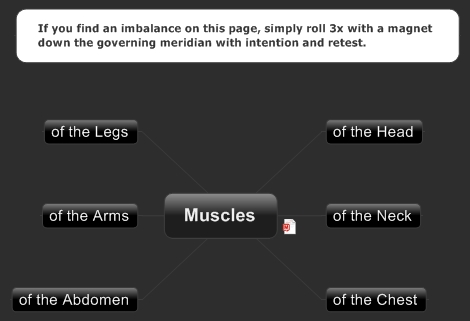 If you find an imbalance on this page, simply roll 3x with a magnet
down the governing meridian with intention and retest.
of the Legs
of the Head
of the Arms
Muscles
of the Neck
of the Abdomen
of the Chest